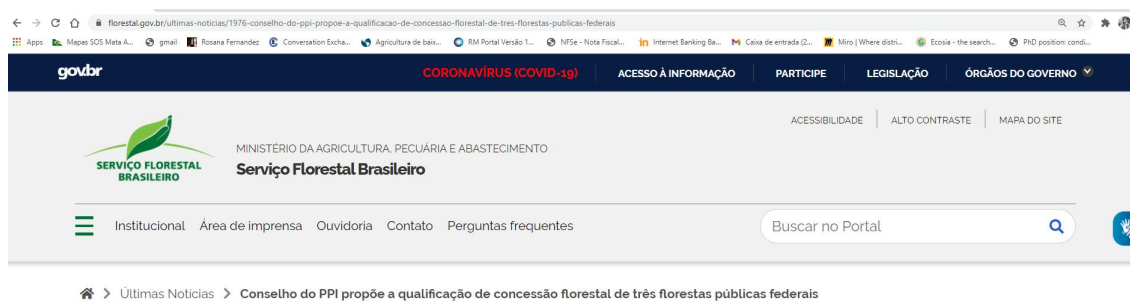 florestal.gov.br/ultimas-noticias/1976-conselho-do-ppi-propoe-a-qualificacao-de-concessao-florestal-de-tres-florestas-publicas-federais
Apps Mapas SOS Mata A... gmail Rosana Fernandez Conversation Excha... Agricultura de baix... RM Portal Versão 1... NFSe - Nota Fiscal... Internet Banking Ba... Caixa de entrada (2... Miro | Where distri... Ecosia - the search... PhD position: condi...
gov.br CORONAVÍRUS (COVID-19) ACESSO À INFORMAÇÃO PARTICIPE LEGISLAÇÃO ÓRGÃOS DO GOVERNO
ACESSIBILIDADE ALTO CONTRASTE MAPA DO SITE
SERVIÇO FLORESTAL
BRASILEIRO
MINISTÉRIO DA AGRICULTURA, PECUÁRIA E ABASTECIMENTO
Serviço Florestal Brasileiro
Institucional Área de imprensa Ouvidoria Contato Perguntas frequentes Buscar no Portal
> Últimas Notícias > Conselho do PPI propõe a qualificação de concessão florestal de três florestas públicas federais